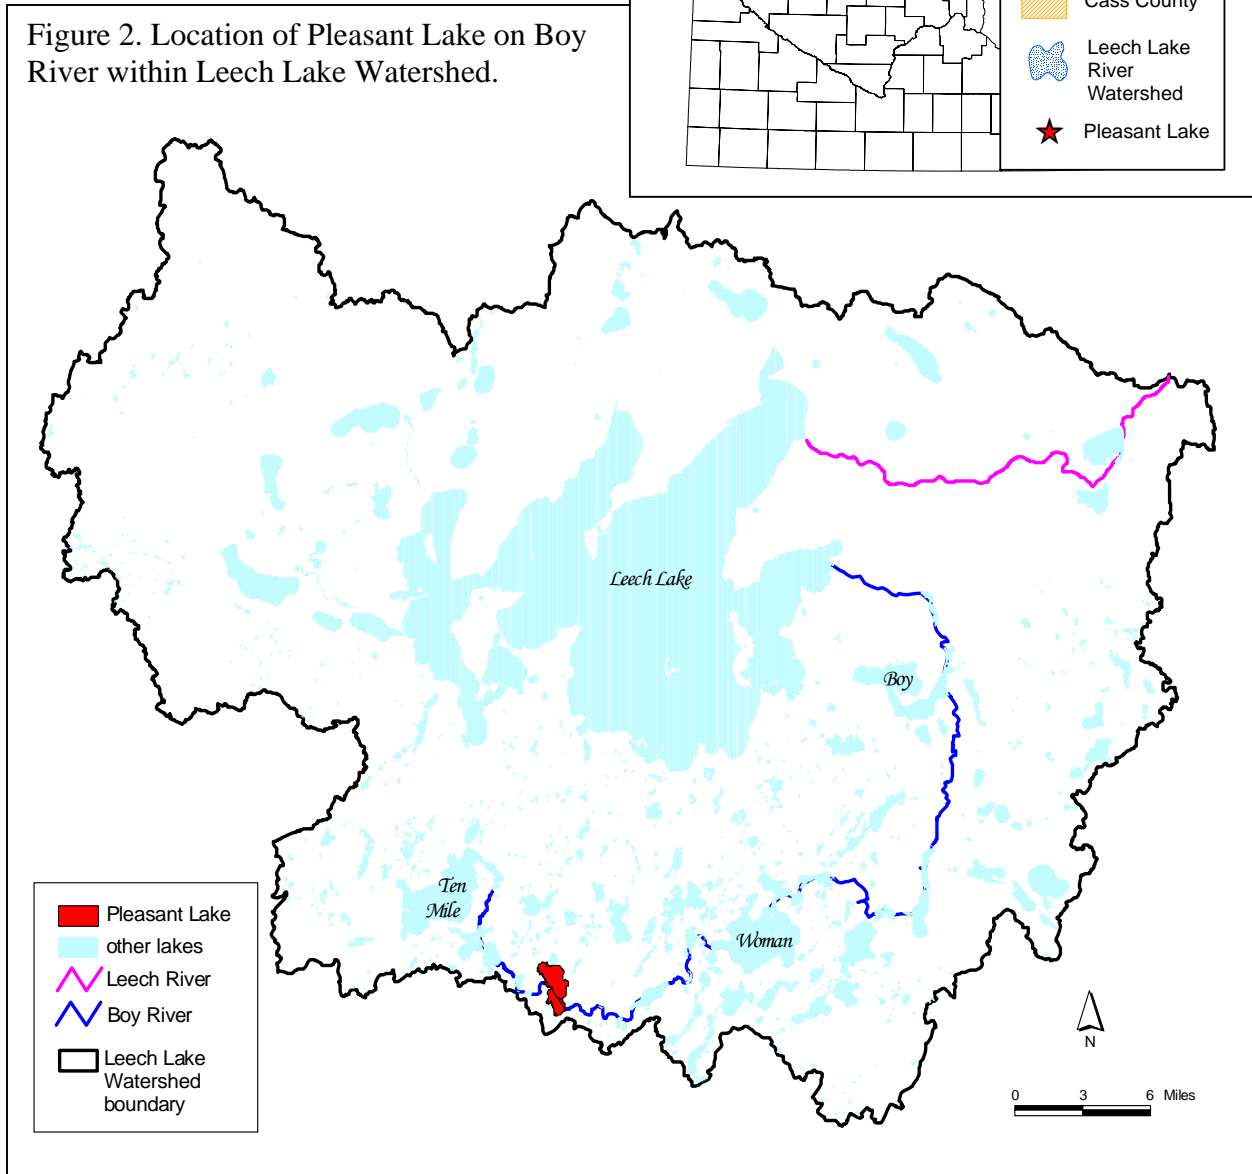 Figure 2. Location of Pleasant Lake on Boy
River within Leech Lake Watershed.
Cass County
Leech Lake
River
Watershed
Pleasant Lake
Leech Lake
Boy
Ten
Mile
Woman
Pleasant Lake
other lakes
Leech River
Boy River
Leech Lake
Watershed
boundary
N
0 3 6 Miles